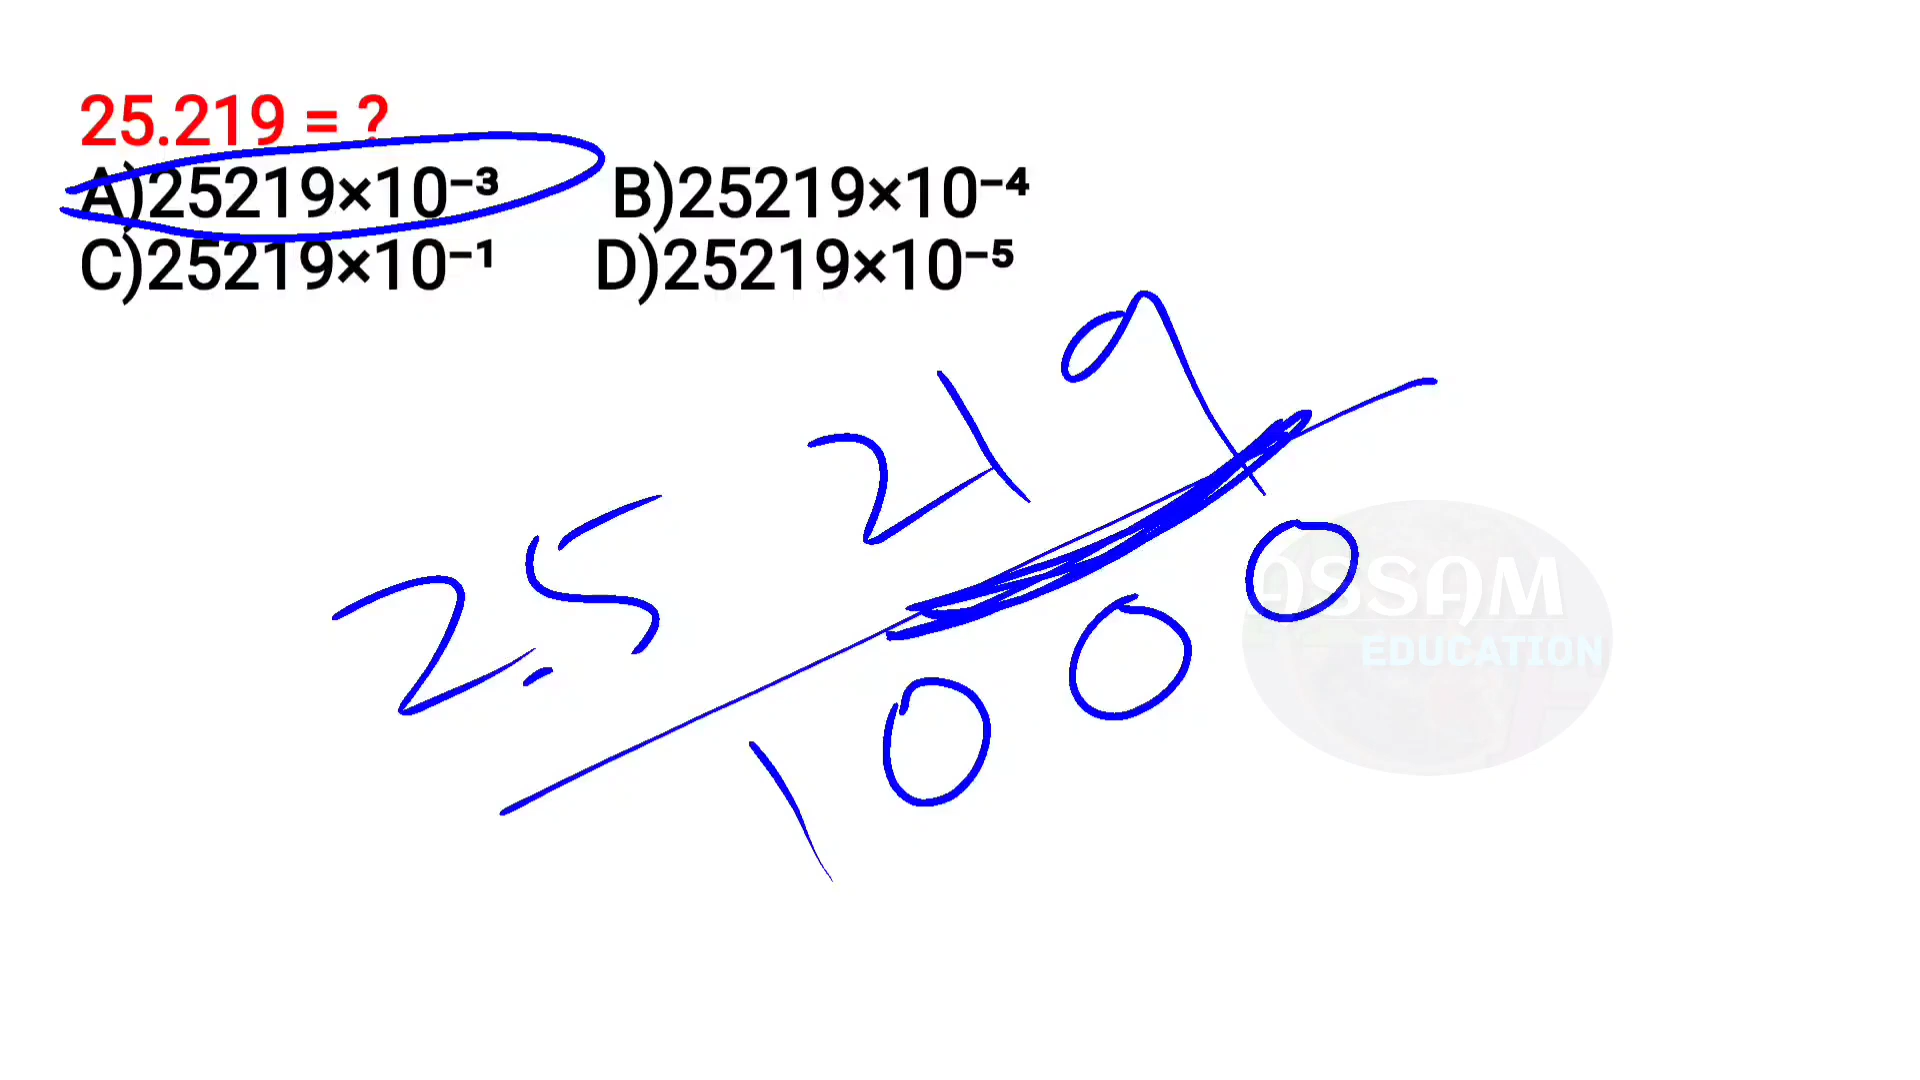 25.219 = ?
A)25219×10⁻³ B)25219×10⁻⁴
C)25219×10⁻¹ D)25219×10⁻⁵
25 219
1000
ASSAM
EDUCATION